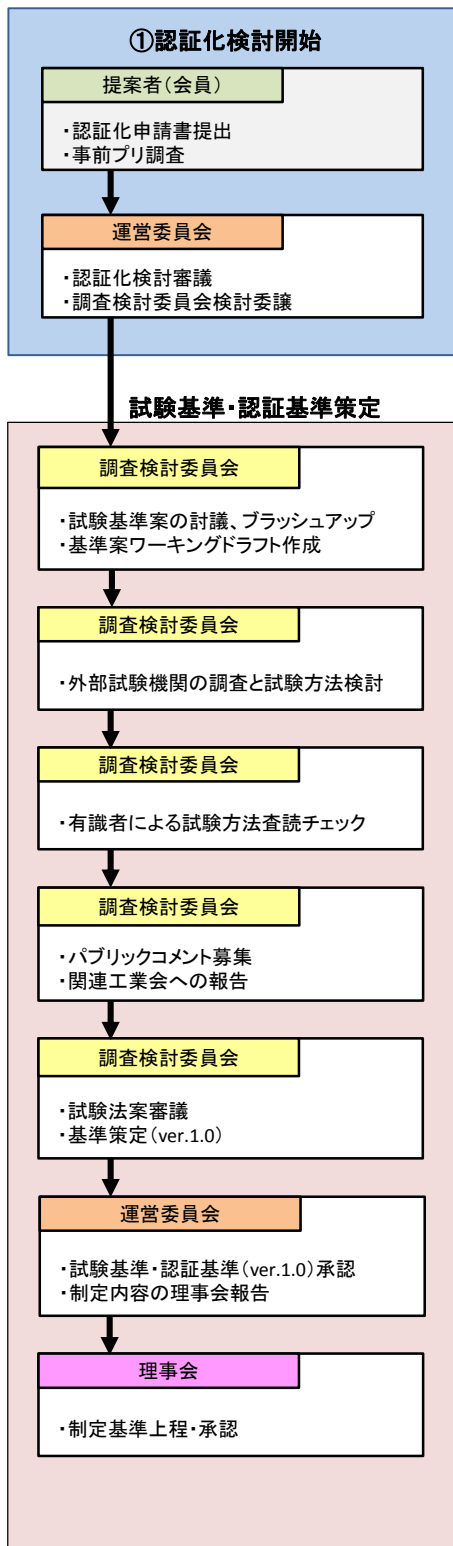 ①認証化検討開始
提案者（会員）
・認証化申請書提出
・事前プリ調査
運営委員会
・認証化検討審議
・調査検討委員会検討委譲
試験基準・認証基準策定
調査検討委員会
・試験基準案の討議、ブラッシュアップ
・基準案ワーキングドラフト作成
調査検討委員会
・外部試験機関の調査と試験方法検討
調査検討委員会
・有識者による試験方法査読チェック
調査検討委員会
・パブリックコメント募集
・関連工業会への報告
調査検討委員会
・試験法案審議
・基準策定（ver.1.0）
運営委員会
・試験基準・認証基準（ver.1.0）承認
・制定内容の理事会報告
理事会
・制定基準上程・承認